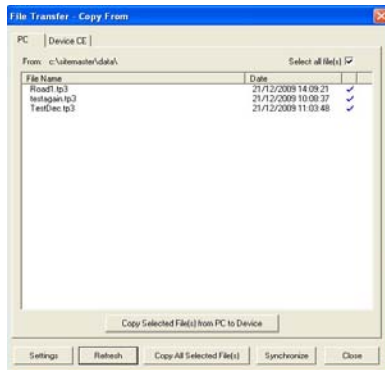 File Transfer - Copy From
PC Device CE
From: c:\sitemaster\data\ Select all file(s)
File Name Date
Road1.tp3 21/12/2009 14:09:21
testagain.tp3 21/12/2009 10:08:37
TestDec.tp3 21/12/2009 11:03:48
Copy Selected File(s) from PC to Device
Settings Refresh Copy All Selected File(s) Synchronize Close